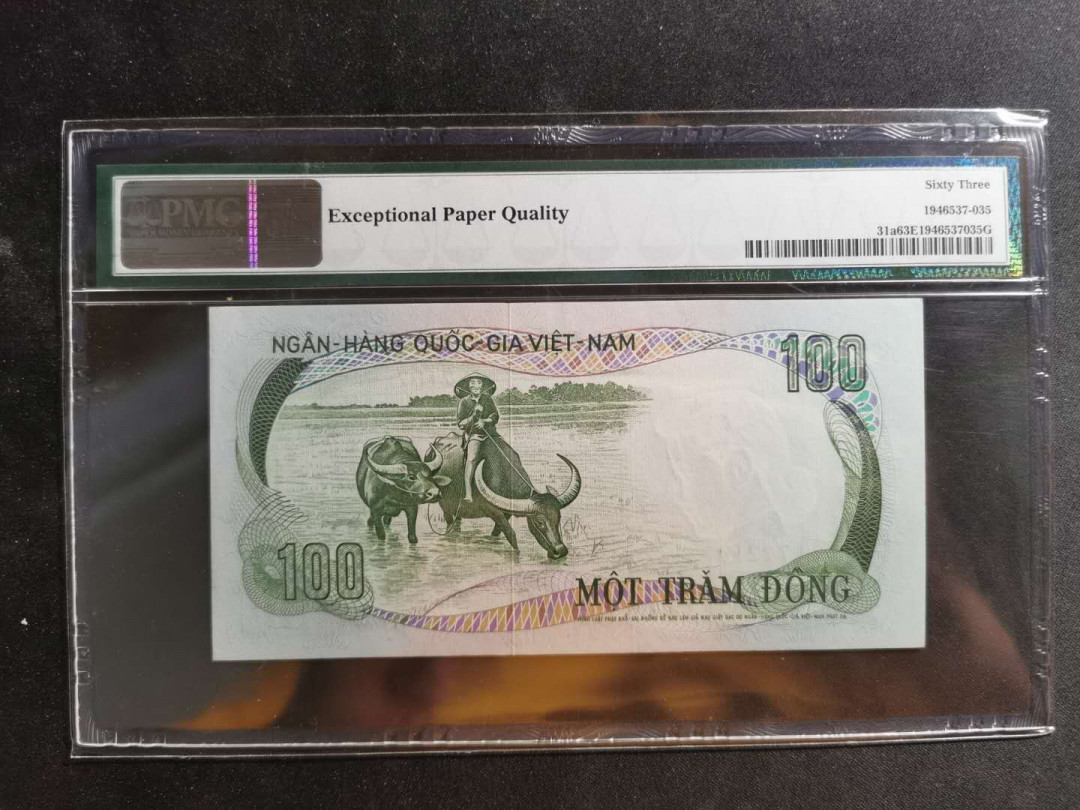 PMG
Exceptional Paper Quality
Sixty Three
1946537-035
31a63E1946537035G
NGÂN-HÀNG QUỐC-GIA VIỆT-NAM
100
100
MỘT TRĂM ĐỒNG